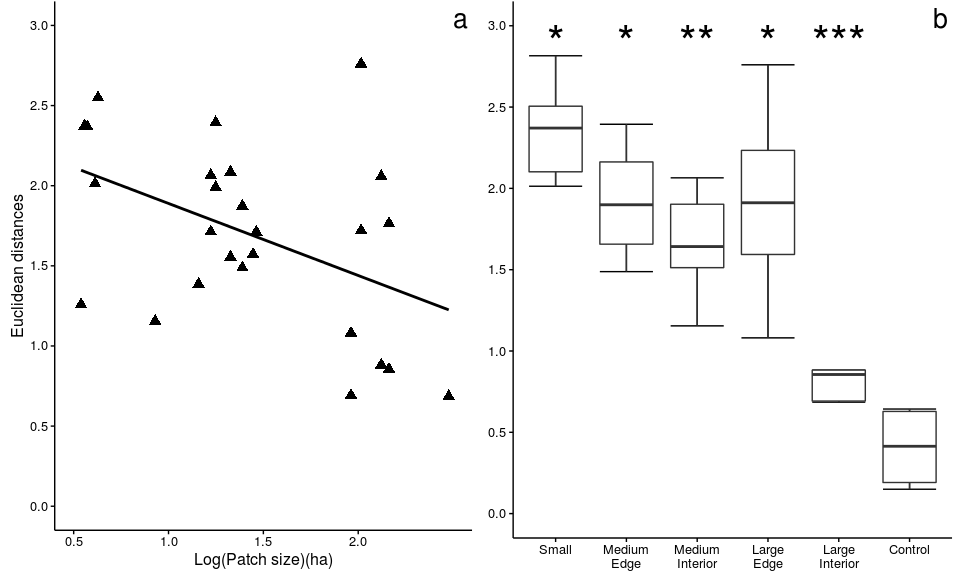 a
3.0
2.5
2.0
1.5
1.0
0.5
0.0
Euclidean distances
0.5 1.0 1.5 2.0
Log(Patch size)(ha)
b
* * ** * ***
3.0
2.5
2.0
1.5
1.0
0.5
0.0
Small Medium Medium Large Large Control
Edge Interior Edge Interior